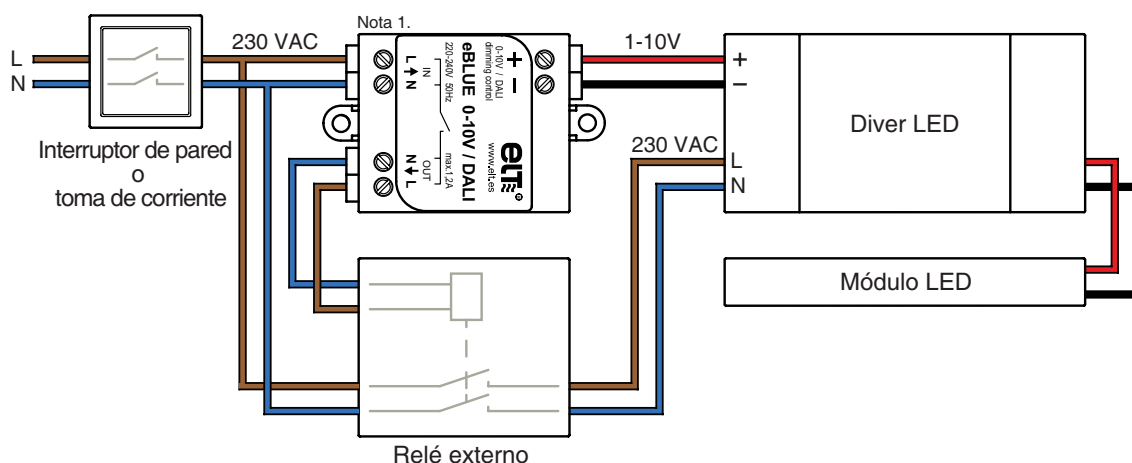 Nota 1.
L
N
230 VAC
Interruptor de pared
o
toma de corriente
+
−
0-10V / DALI
dimming control
L
N
IN
220-240V 50Hz
eBLUE 0-10V / DALI
N
L
OUT
max.1,2A
eLT
®
www.elt.es
1-10V
+
−
230 VAC
L
N
Diver LED
Módulo LED
Relé externo